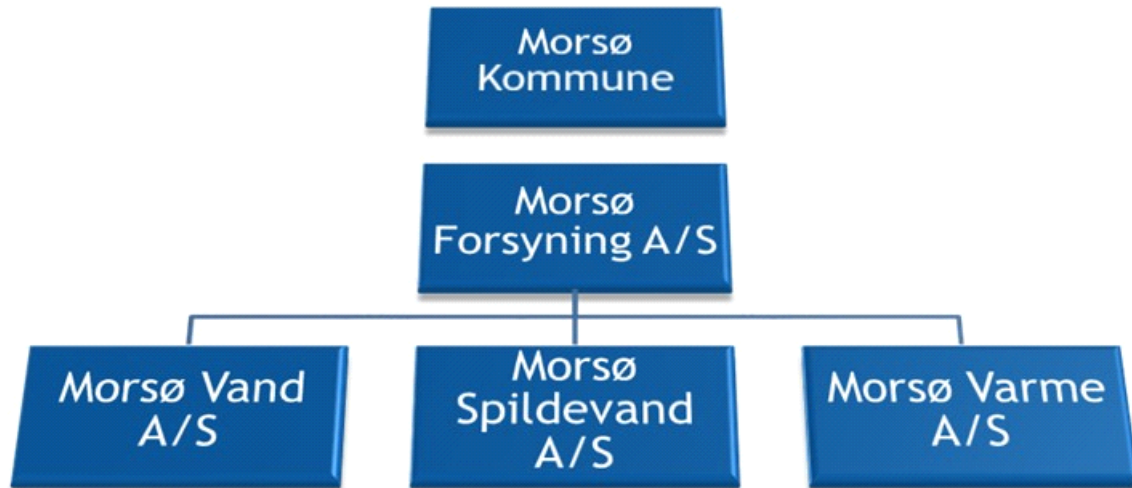 Morsø
Kommune
Morsø
Forsyning A/S
Morsø Vand
A/S
Morsø
Spildevand
A/S
Morsø Varme
A/S